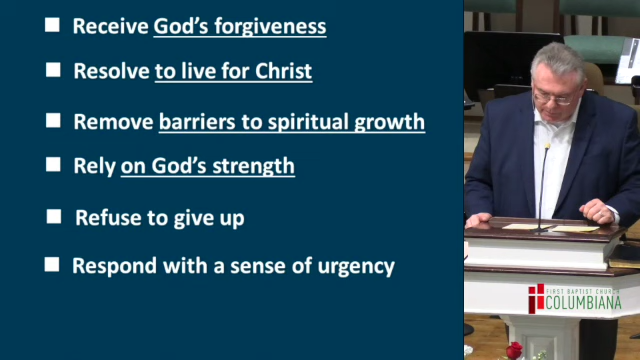 Receive God's forgiveness
Resolve to live for Christ
Remove barriers to spiritual growth
Rely on God's strength
Refuse to give up
Respond with a sense of urgency
FIRST BAPTIST CHURCH
COLUMBIANA